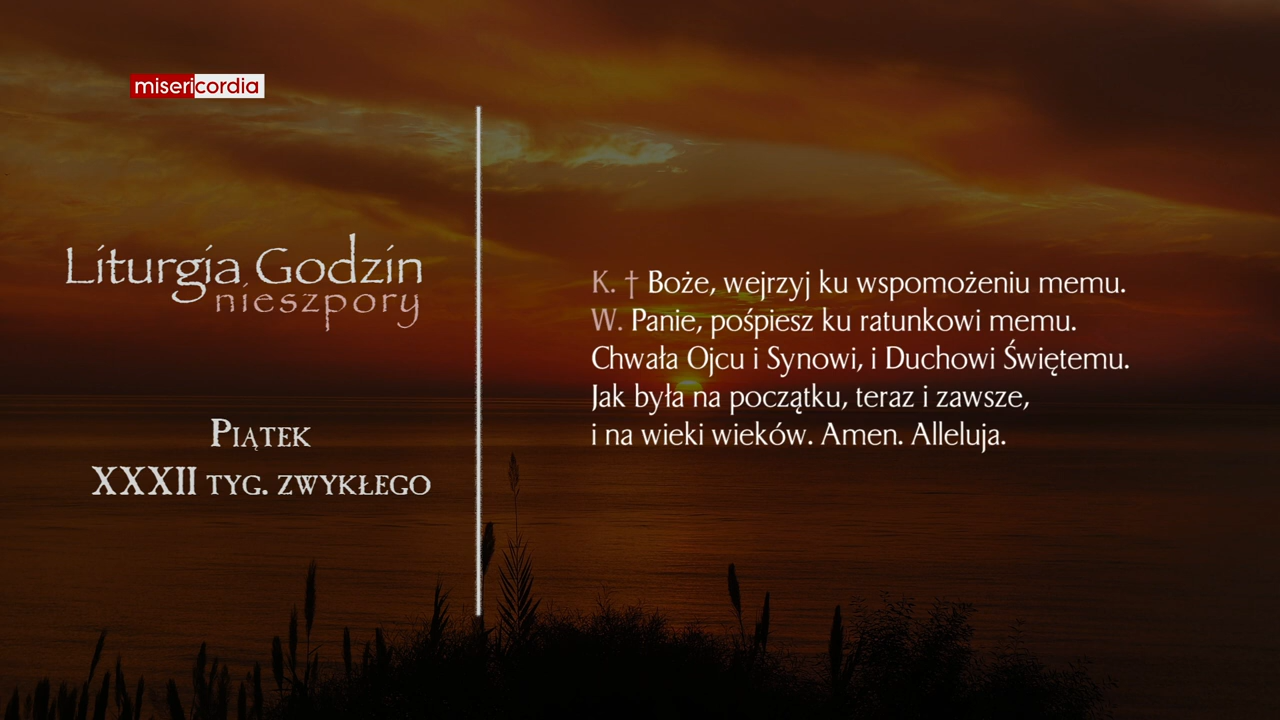 misericordia
Liturgia Godzin
nieszpory
Piątek
XXXII tyg. zwykłego
K. † Boże, wejrzyj ku wspomożeniu memu.
W. Panie, pośpiesz ku ratunkowi memu.
Chwała Ojcu i Synowi, i Duchowi Świętemu.
Jak była na początku, teraz i zawsze,
i na wieki wieków. Amen. Alleluja.